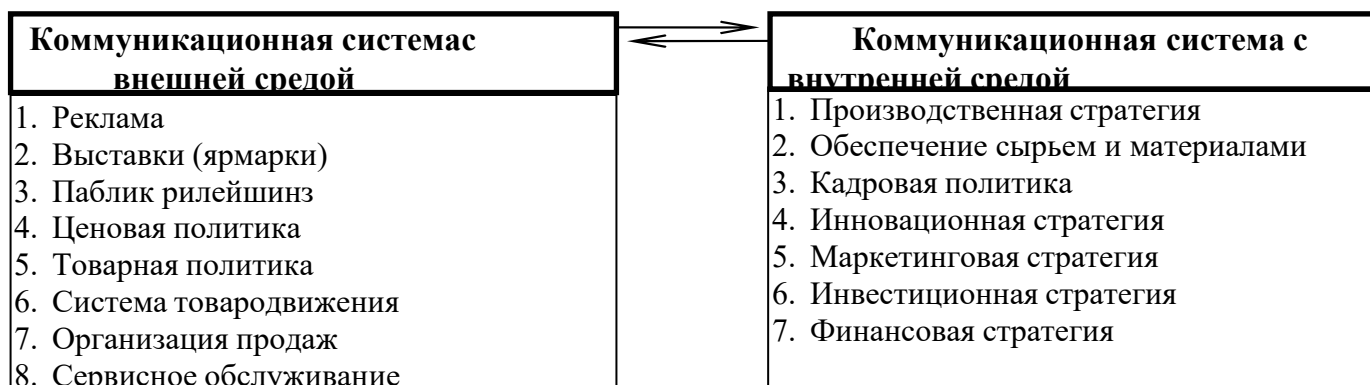 Коммуникационная системас
внешней средой
1. Реклама
2. Выставки (ярмарки)
3. Паблик рилейшинз
4. Ценовая политика
5. Товарная политика
6. Система товародвижения
7. Организация продаж
8. Сервисное обслуживание
Коммуникационная система с
внутренней средой
1. Производственная стратегия
2. Обеспечение сырьем и материалами
3. Кадровая политика
4. Инновационная стратегия
5. Маркетинговая стратегия
6. Инвестиционная стратегия
7. Финансовая стратегия